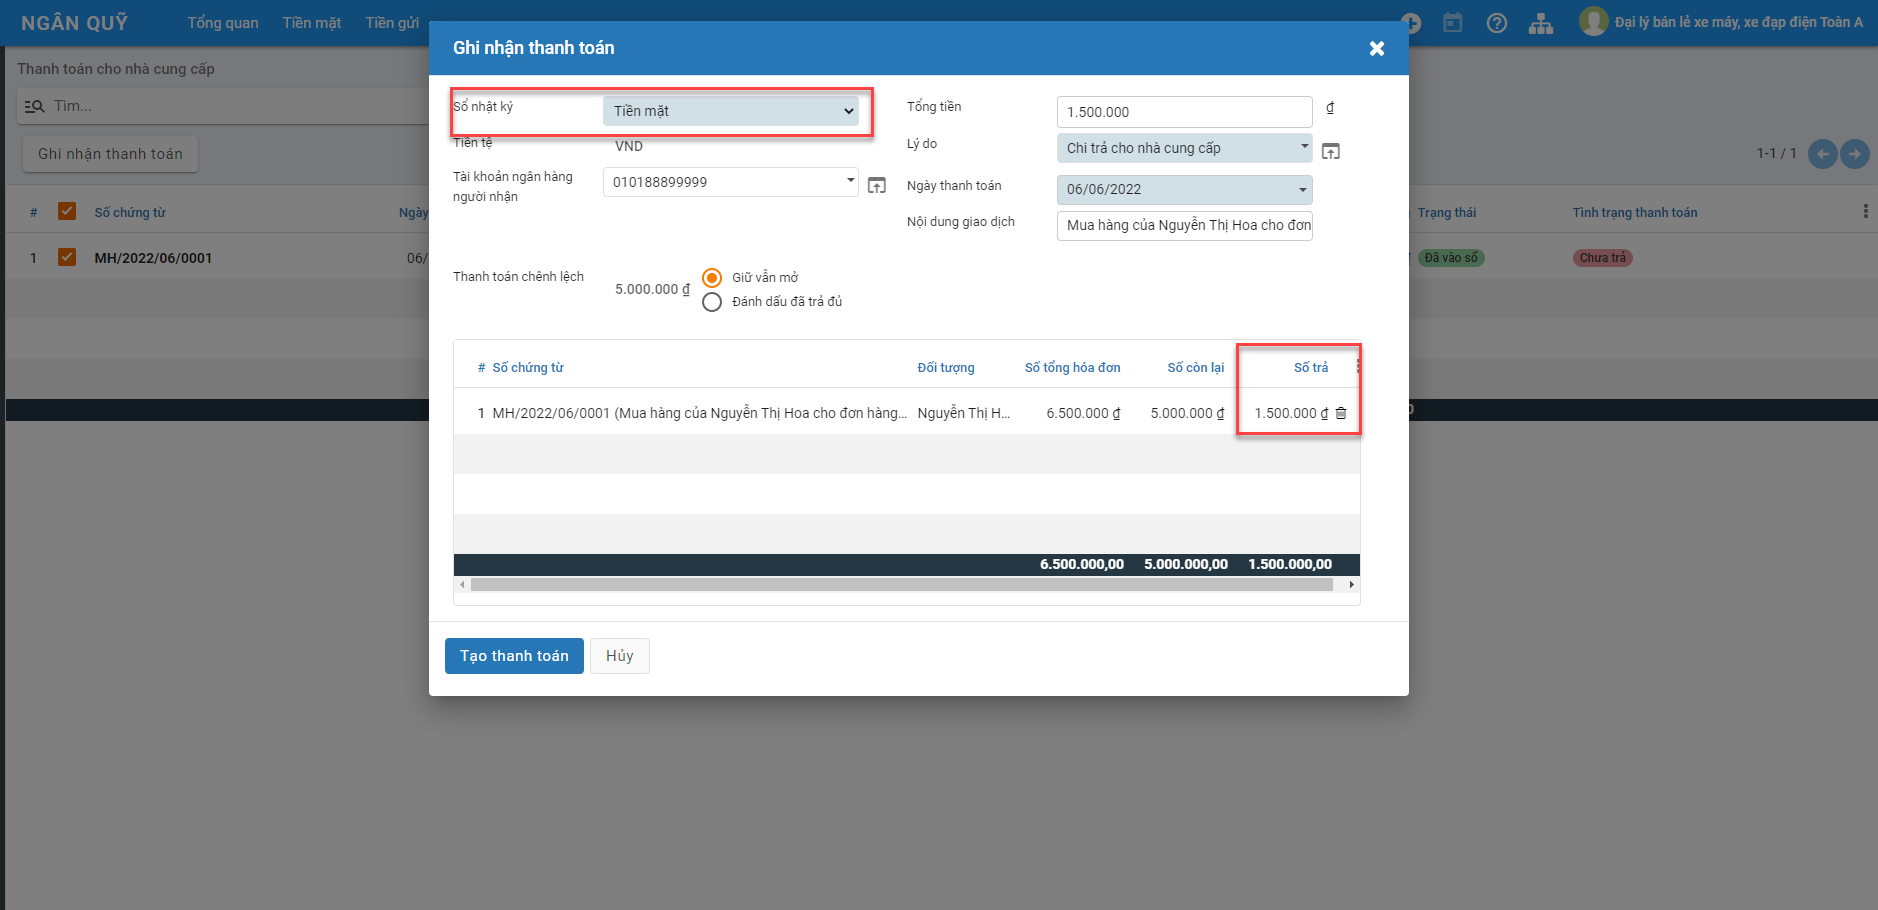 NGÂN QUỸ
Tổng quan
Tiền mặt
Tiền gửi
Đại lý bán lẻ xe máy, xe đạp điện Toàn A
Thanh toán cho nhà cung cấp
Tìm...
Ghi nhận thanh toán
1-1 / 1
# Số chứng từ Ngày
Trạng thái Tình trạng thanh toán
1 MH/2022/06/0001 06/
Đã vào sổ Chưa trả
Ghi nhận thanh toán
Sổ nhật ký Tiền mặt
Tổng tiền 1.500.000 ₫
Tiền tệ VND
Lý do Chi trả cho nhà cung cấp
Tài khoản ngân hàng
người nhận
010188899999
Ngày thanh toán 06/06/2022
Nội dung giao dịch Mua hàng của Nguyễn Thị Hoa cho đơn
Thanh toán chênh lệch 5.000.000 ₫
Giữ vẫn mở
Đánh dấu đã trả đủ
# Số chứng từ Đối tượng Số tổng hóa đơn Số còn lại Số trả
1 MH/2022/06/0001 (Mua hàng của Nguyễn Thị Hoa cho đơn hàng... Nguyễn Thị H... 6.500.000 ₫ 5.000.000 ₫ 1.500.000 ₫
6.500.000,00 5.000.000,00 1.500.000,00
Tạo thanh toán
Hủy